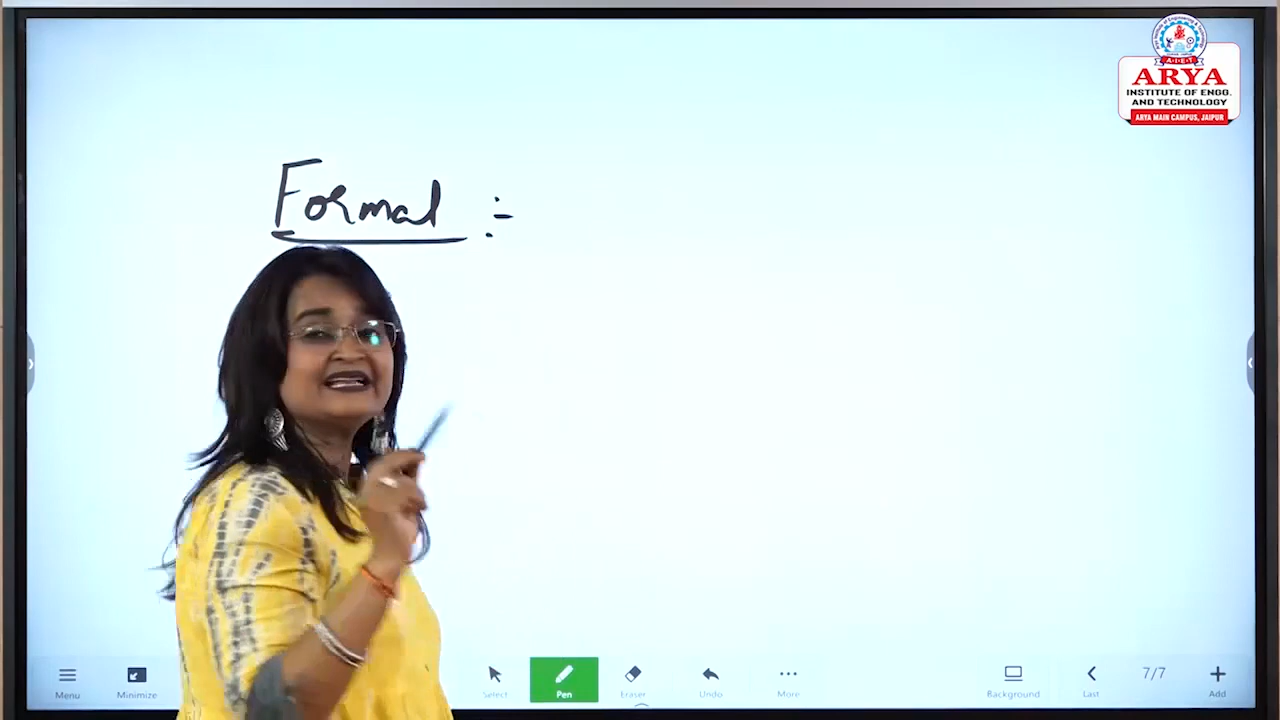 ARYA
INSTITUTE OF ENGG.
AND TECHNOLOGY
ARYA MAIN CAMPUS, JAIPUR
A·I·E·T
Formal :-
Menu
Minimize
Select
Pen
Eraser
Undo
More
Background
Last
7/7
Add